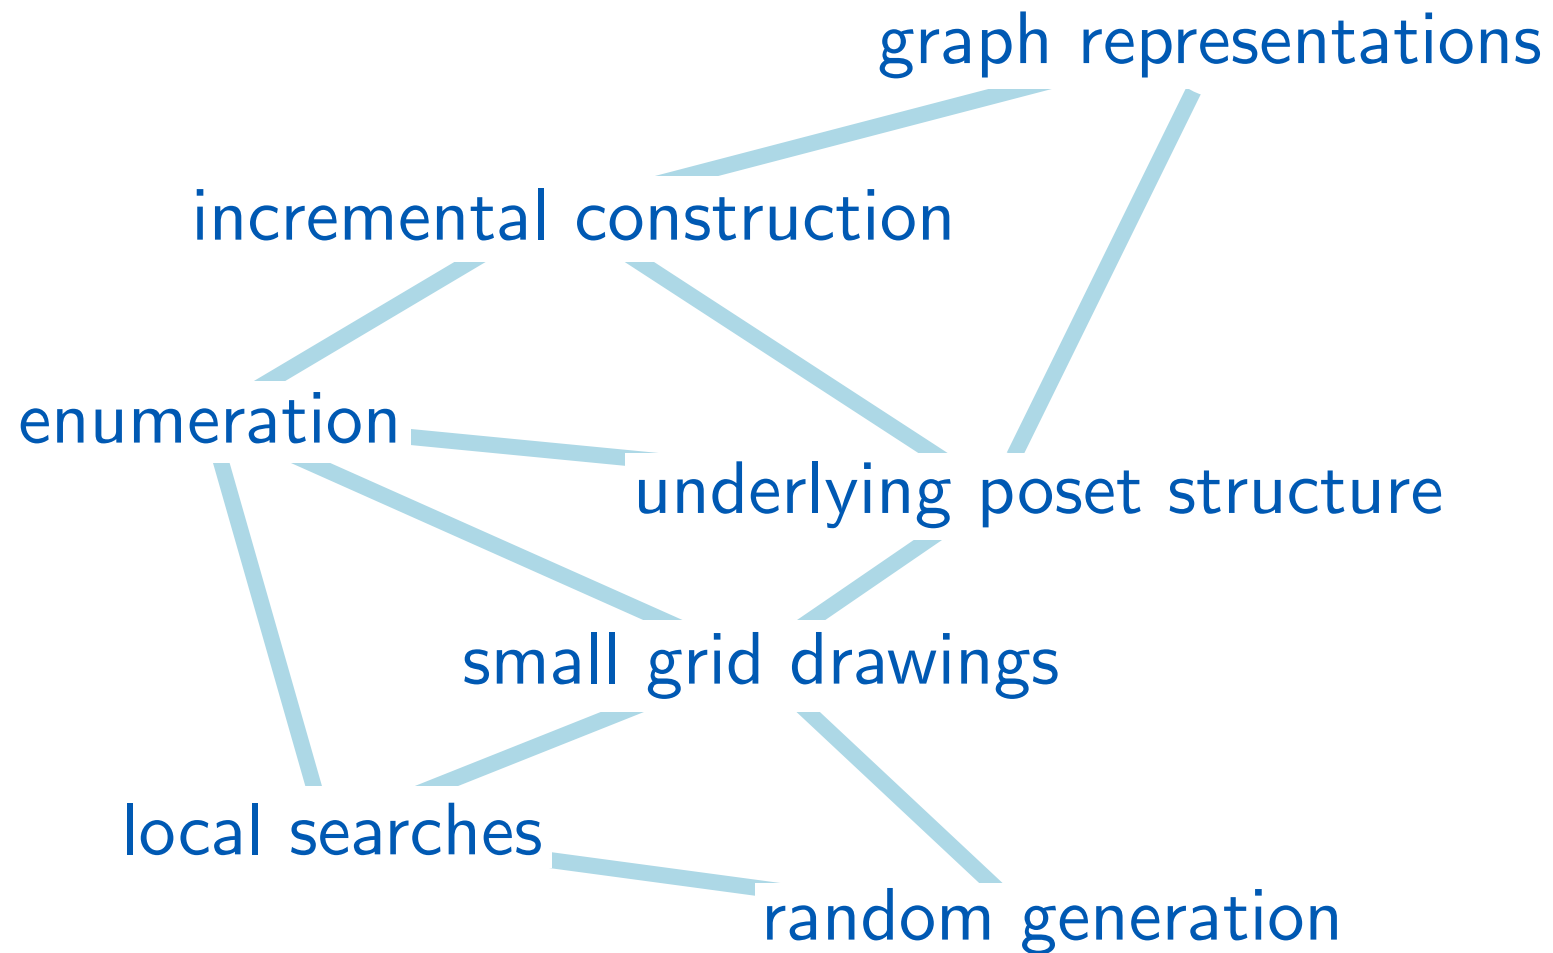 graph representations
incremental construction
enumeration
underlying poset structure
small grid drawings
local searches
random generation